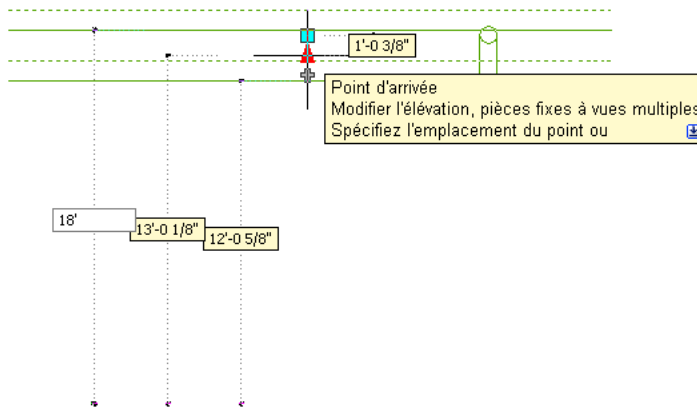 1'-0 3/8"
Point d'arrivée
Modifier l'élévation, pièces fixes à vues multiples
Spécifiez l'emplacement du point ou
18'
13'-0 1/8"
12'-0 5/8"